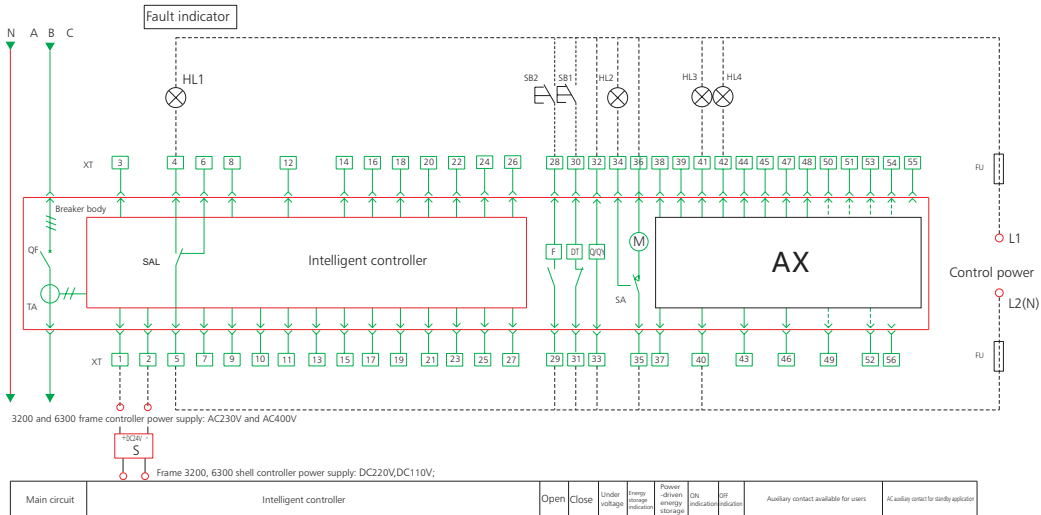 Fault indicator
N A B C
HL1
SB2 SB1 HL2 HL3 HL4
XT 3 4 6 8 12 14 16 18 20 22 24 26 28 30 32 34 36 38 39 41 42 44 45 47 48 50 51 53 54 55
FU
Breaker body
L1
QF
SAL
Intelligent controller
F DT Q/QY M
AX
Control power
TA
SA
L2(N)
XT 1 2 5 7 9 10 11 13 15 17 19 21 23 25 27 29 31 33 35 37 40 43 46 49 52 56
FU
3200 and 6300 frame controller power supply: AC230V and AC400V
+ DC24V -
S
Frame 3200, 6300 shell controller power supply: DC220V,DC110V;
Main circuit
Intelligent controller
Open
Close
Under
voltage
Energy
storage
indication
Power
-driven
energy
storage
ON
indication
OFF
indication
Auxiliary contact available for users
AC auxiliary contact for standby application